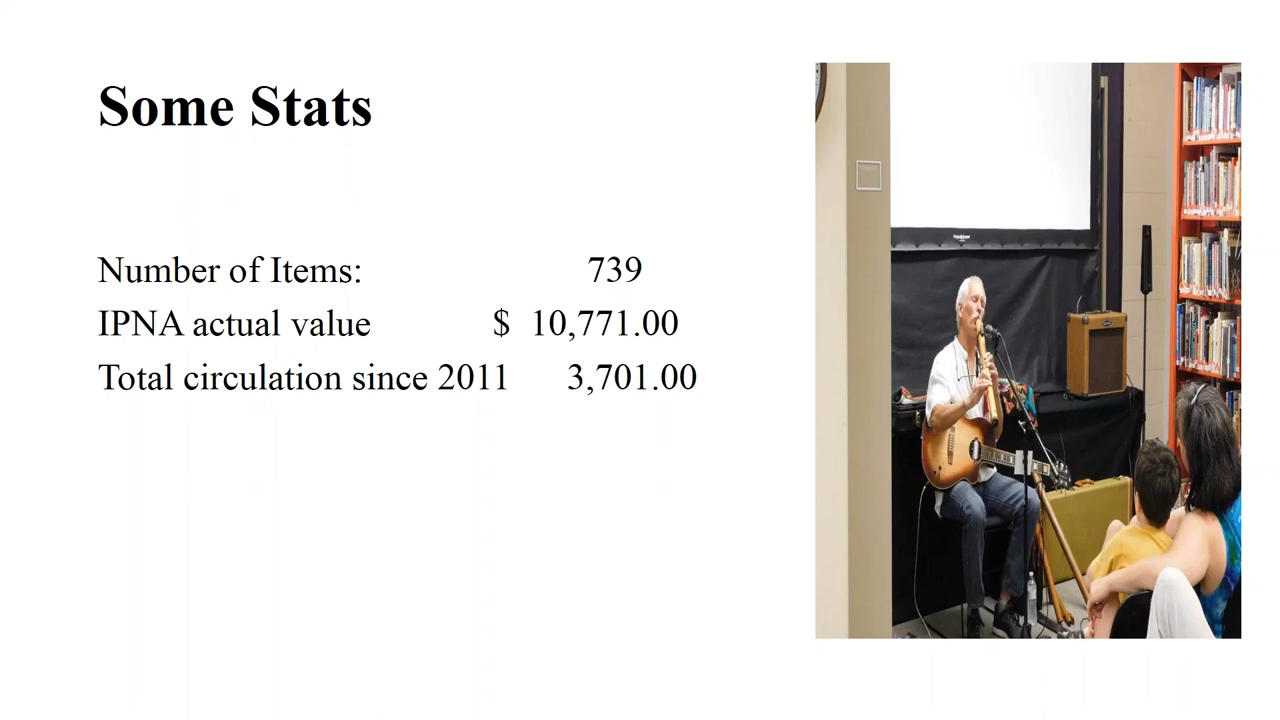 Some Stats
Number of Items: 739
IPNA actual value $ 10,771.00
Total circulation since 2011 3,701.00